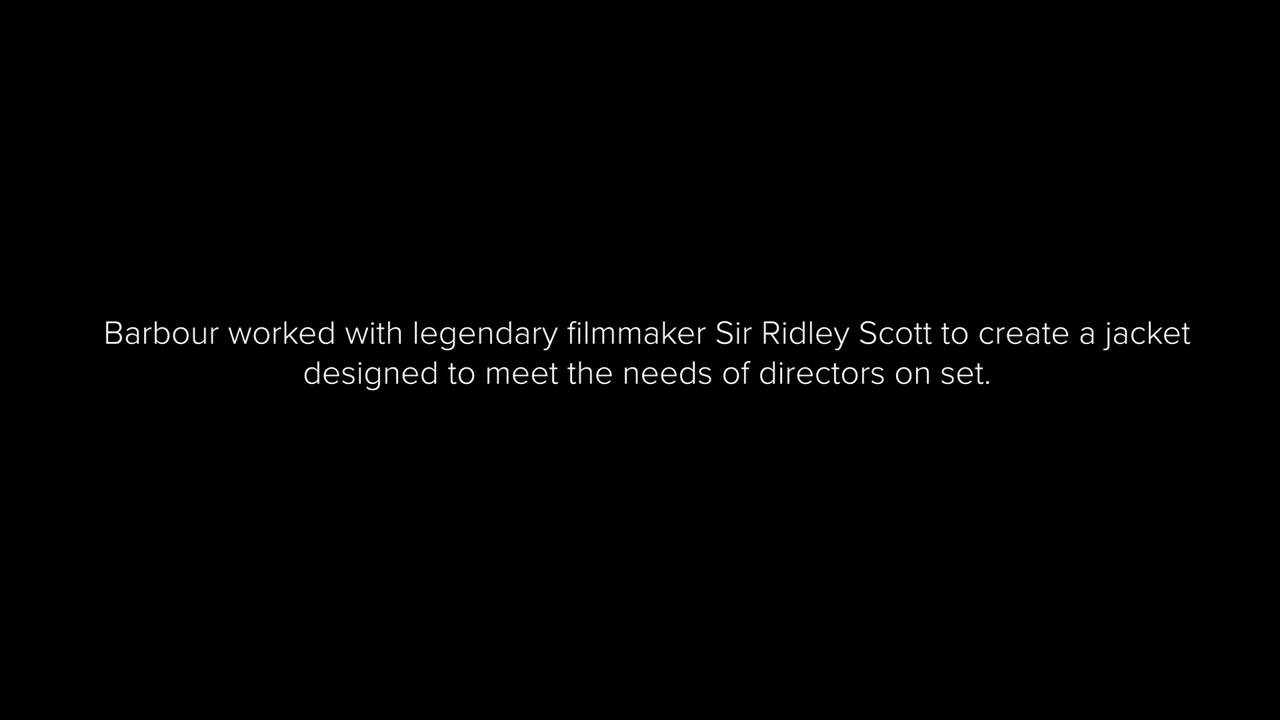 Barbour worked with legendary filmmaker Sir Ridley Scott to create a jacket
designed to meet the needs of directors on set.